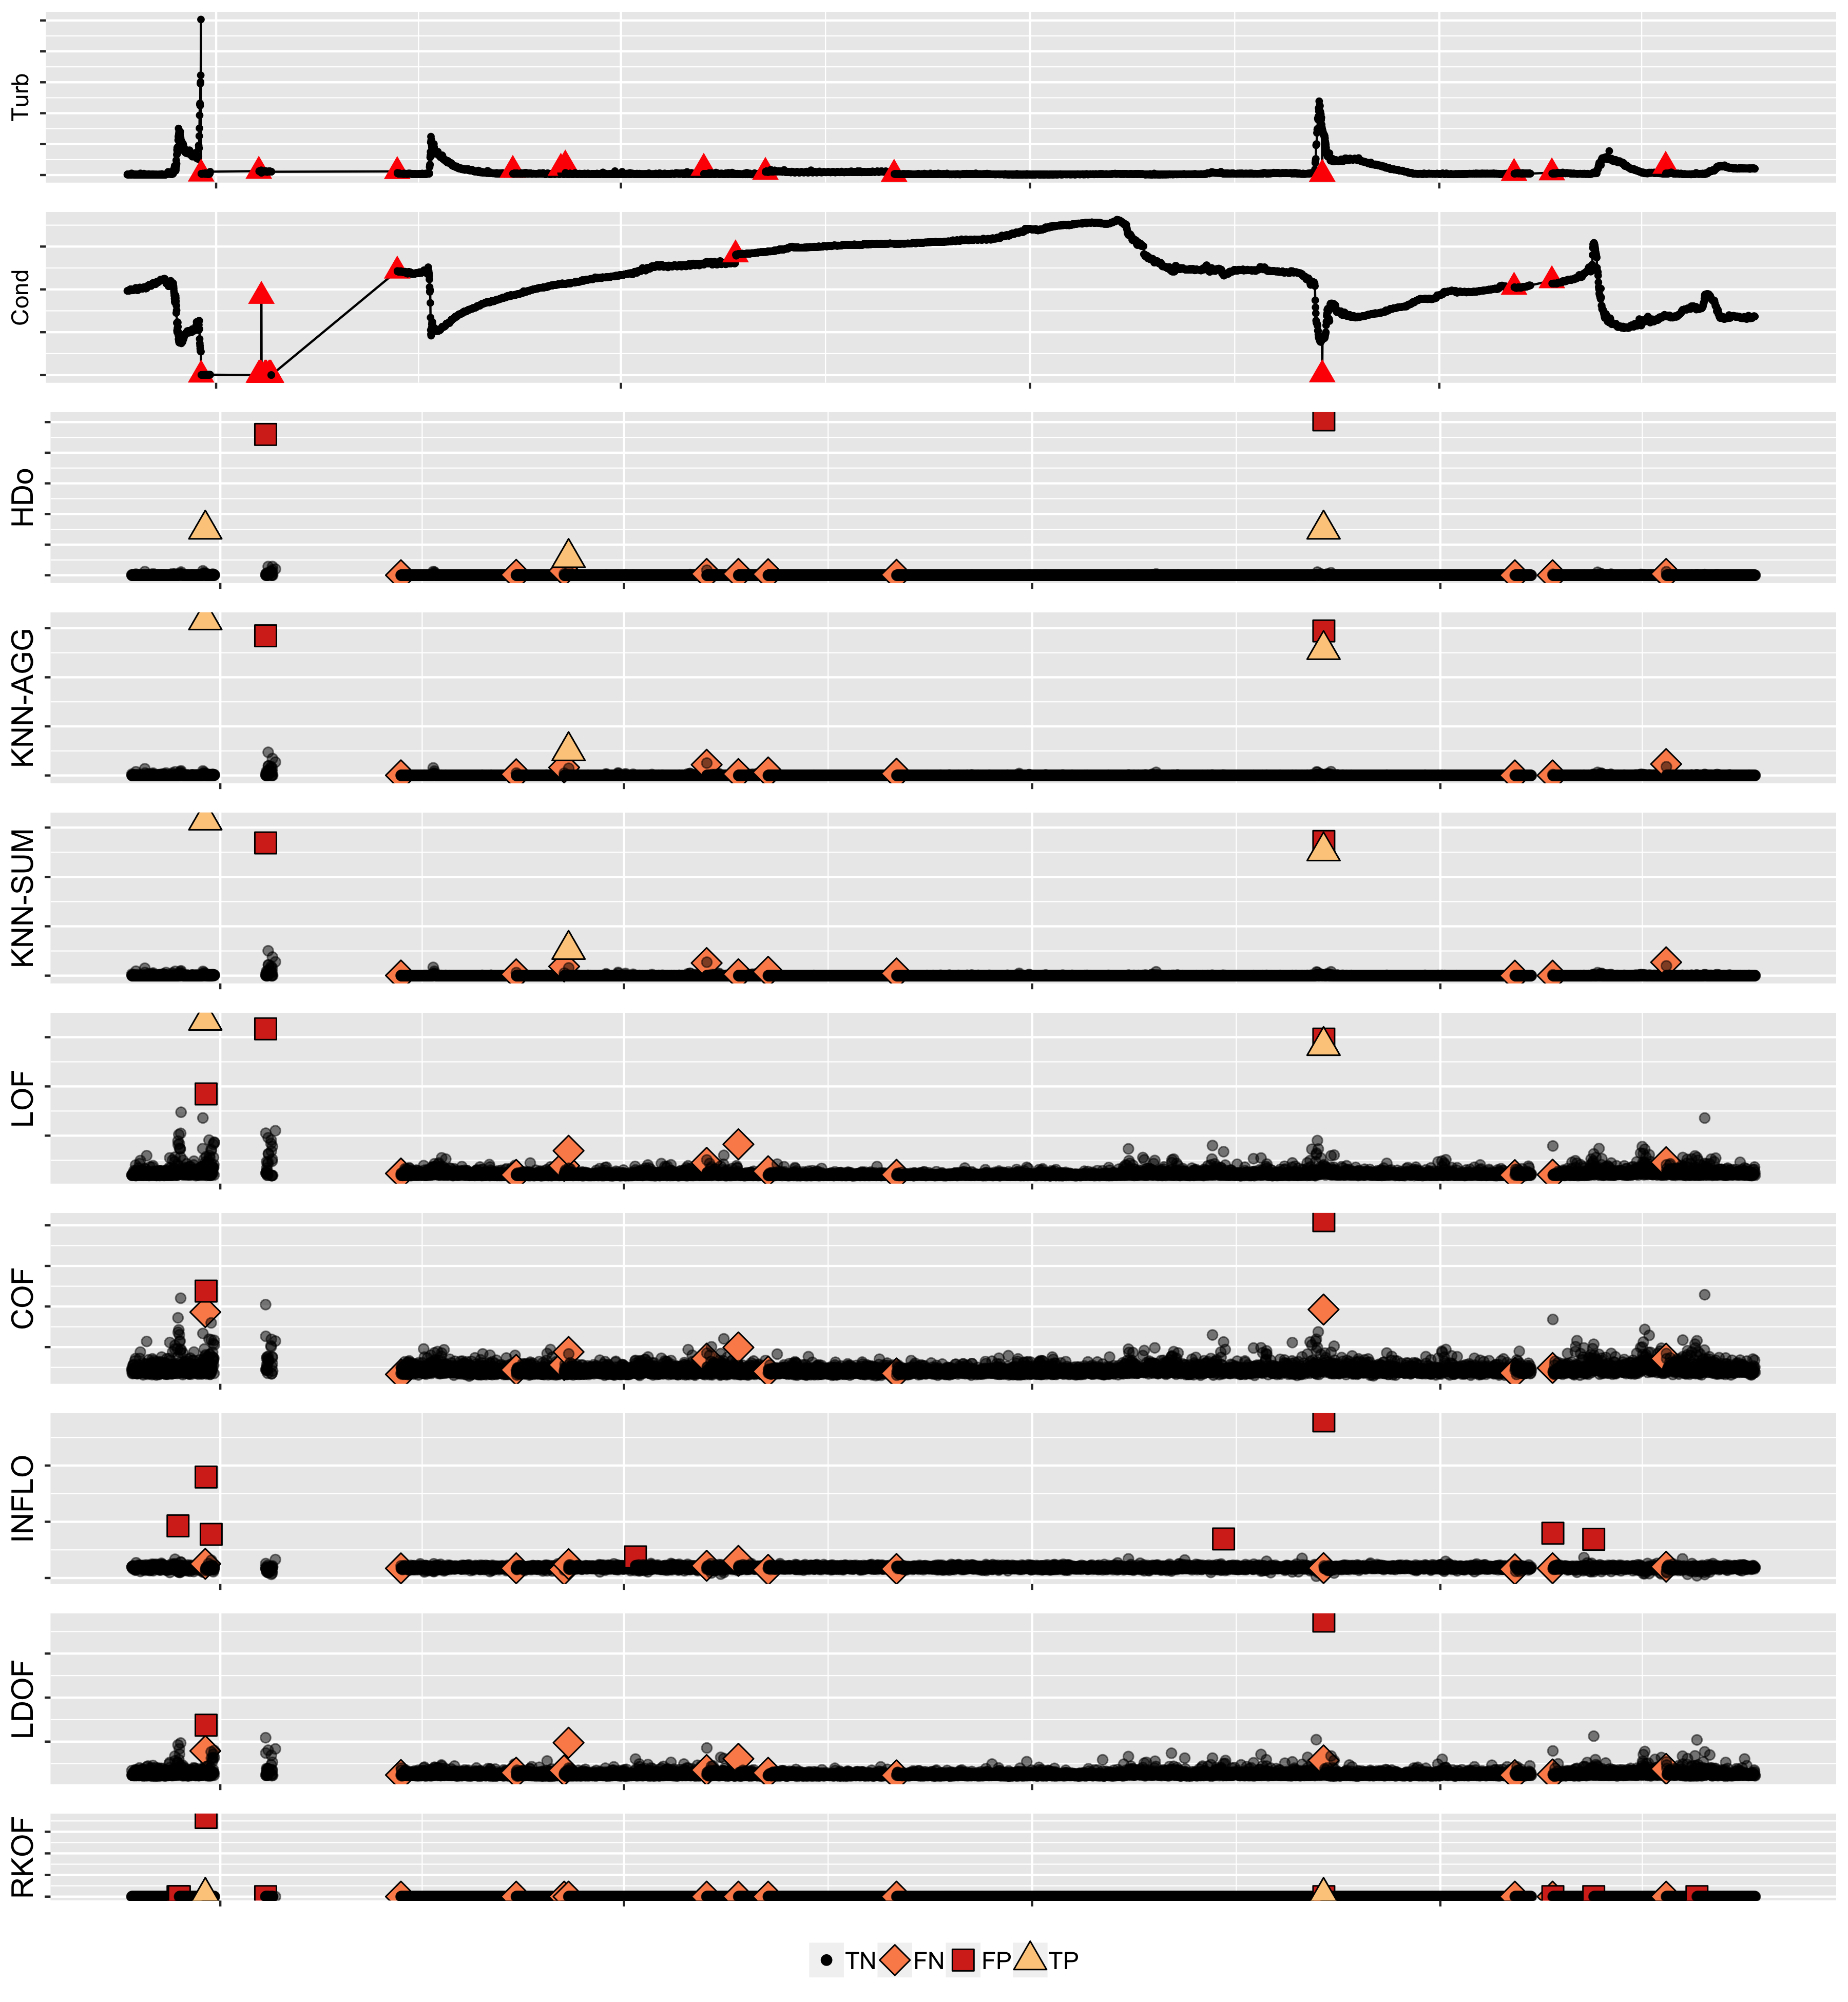 Turb
Cond
HDo
KNN-AGG
KNN-SUM
LOF
COF
INFLO
LDOF
RKOF
TN FN FP TP